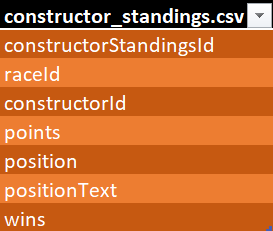 constructor_standings.csv
constructorStandingsId
raceId
constructorId
points
position
positionText
wins